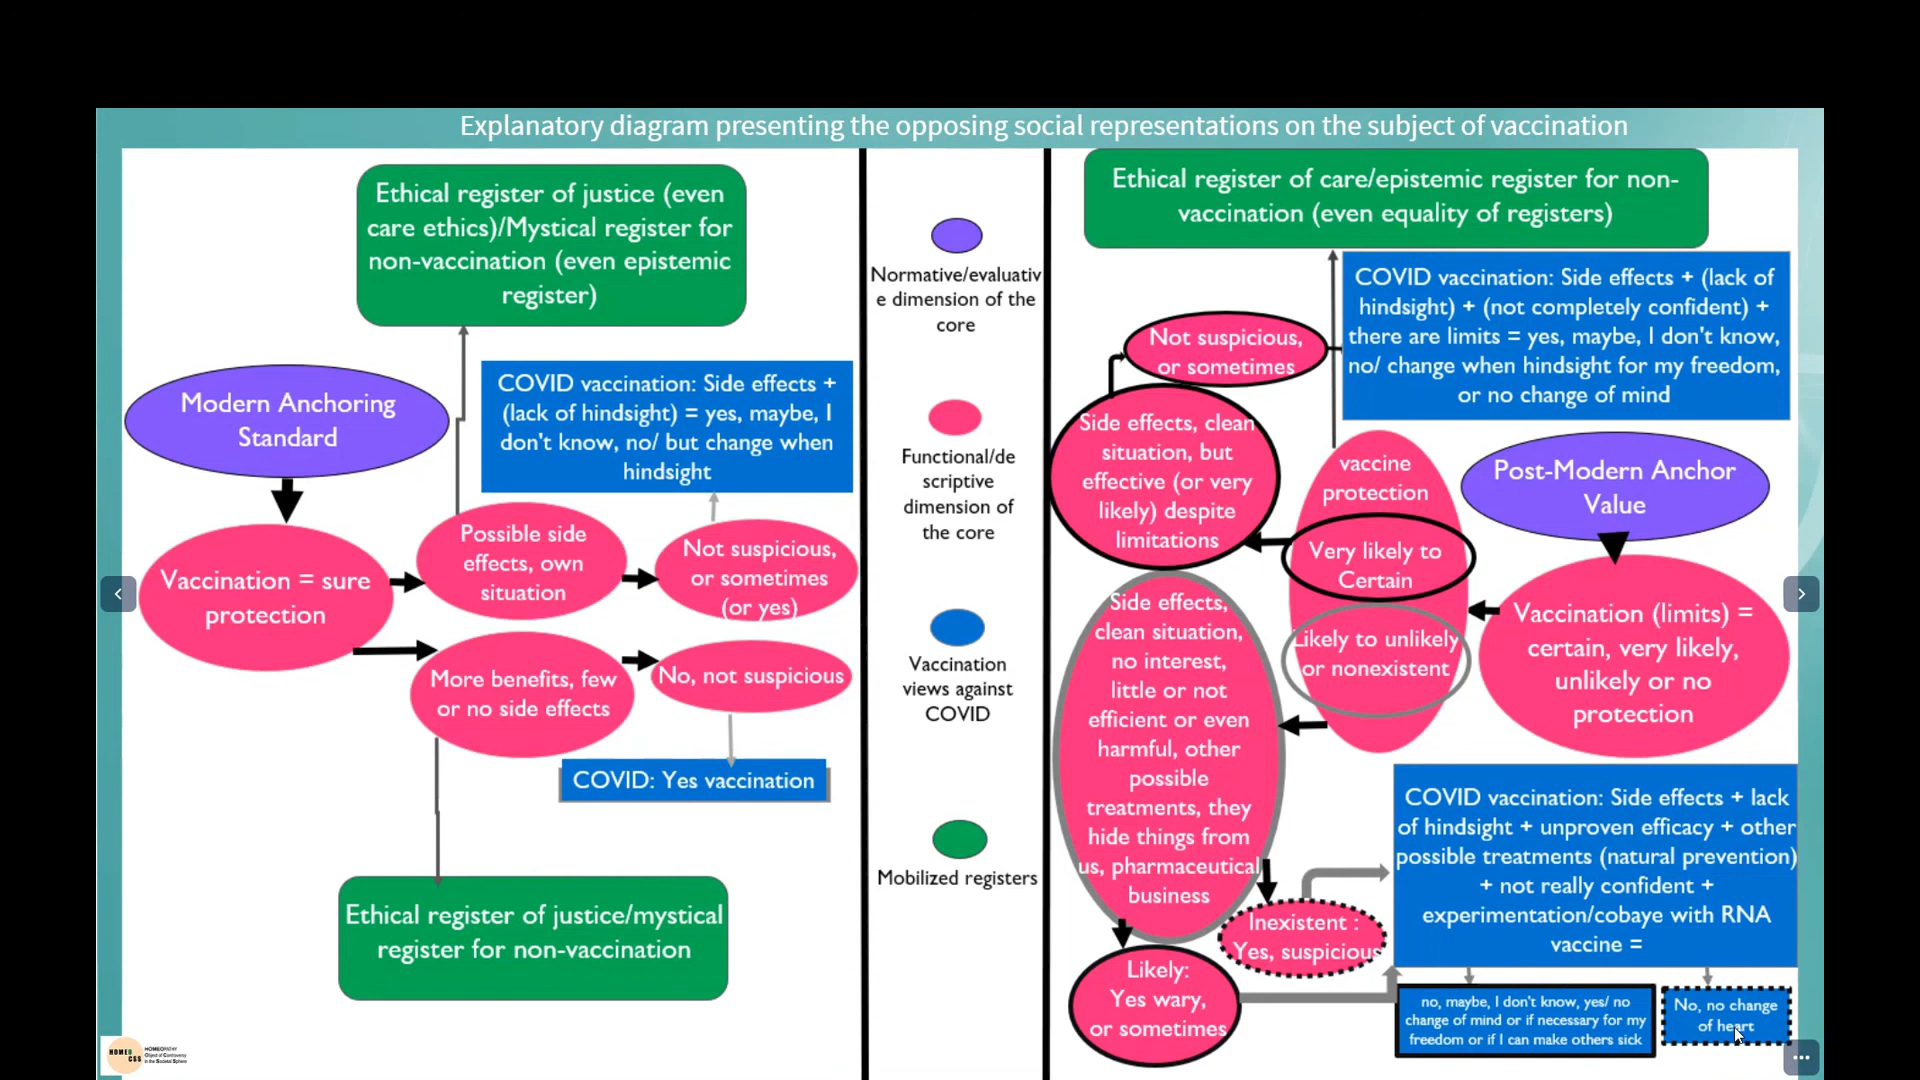 Explanatory diagram presenting the opposing social representations on the subject of vaccination
Ethical register of justice (even
care ethics)/Mystical register for
non-vaccination (even epistemic
register)
Modern Anchoring
Standard
COVID vaccination: Side effects +
(lack of hindsight) = yes, maybe, I
don't know, no/ but change when
hindsight
Vaccination = sure
protection
Possible side
effects, own
situation
Not suspicious,
or sometimes
(or yes)
More benefits, few
or no side effects
No, not suspicious
COVID: Yes vaccination
Ethical register of justice/mystical
register for non-vaccination
HOMEO
CSS
HOMEOPATHY
Object of Controversy
in the Societal Sphere
Normative/evaluativ
e dimension of the
core
Functional/de
scriptive
dimension of
the core
Vaccination
views against
COVID
Mobilized registers
Ethical register of care/epistemic register for non-
vaccination (even equality of registers)
COVID vaccination: Side effects + (lack of
hindsight) + (not completely confident) +
there are limits = yes, maybe, I don't know,
no/ change when hindsight for my freedom,
or no change of mind
Not suspicious,
or sometimes
Side effects, clean
situation, but
effective (or very
likely) despite
limitations
vaccine
protection
Very likely to
Certain
Likely to unlikely
or nonexistent
Post-Modern Anchor
Value
Vaccination (limits) =
certain, very likely,
unlikely or no
protection
Side effects,
clean situation,
no interest,
little or not
efficient or even
harmful, other
possible
treatments, they
hide things from
us, pharmaceutical
business
Inexistent :
Yes, suspicious
Likely:
Yes wary,
or sometimes
COVID vaccination: Side effects + lack
of hindsight + unproven efficacy + other
possible treatments (natural prevention)
+ not really confident +
experimentation/cobaye with RNA
vaccine =
no, maybe, I don't know, yes/ no
change of mind or if necessary for my
freedom or if I can make others sick
No, no change
of heart